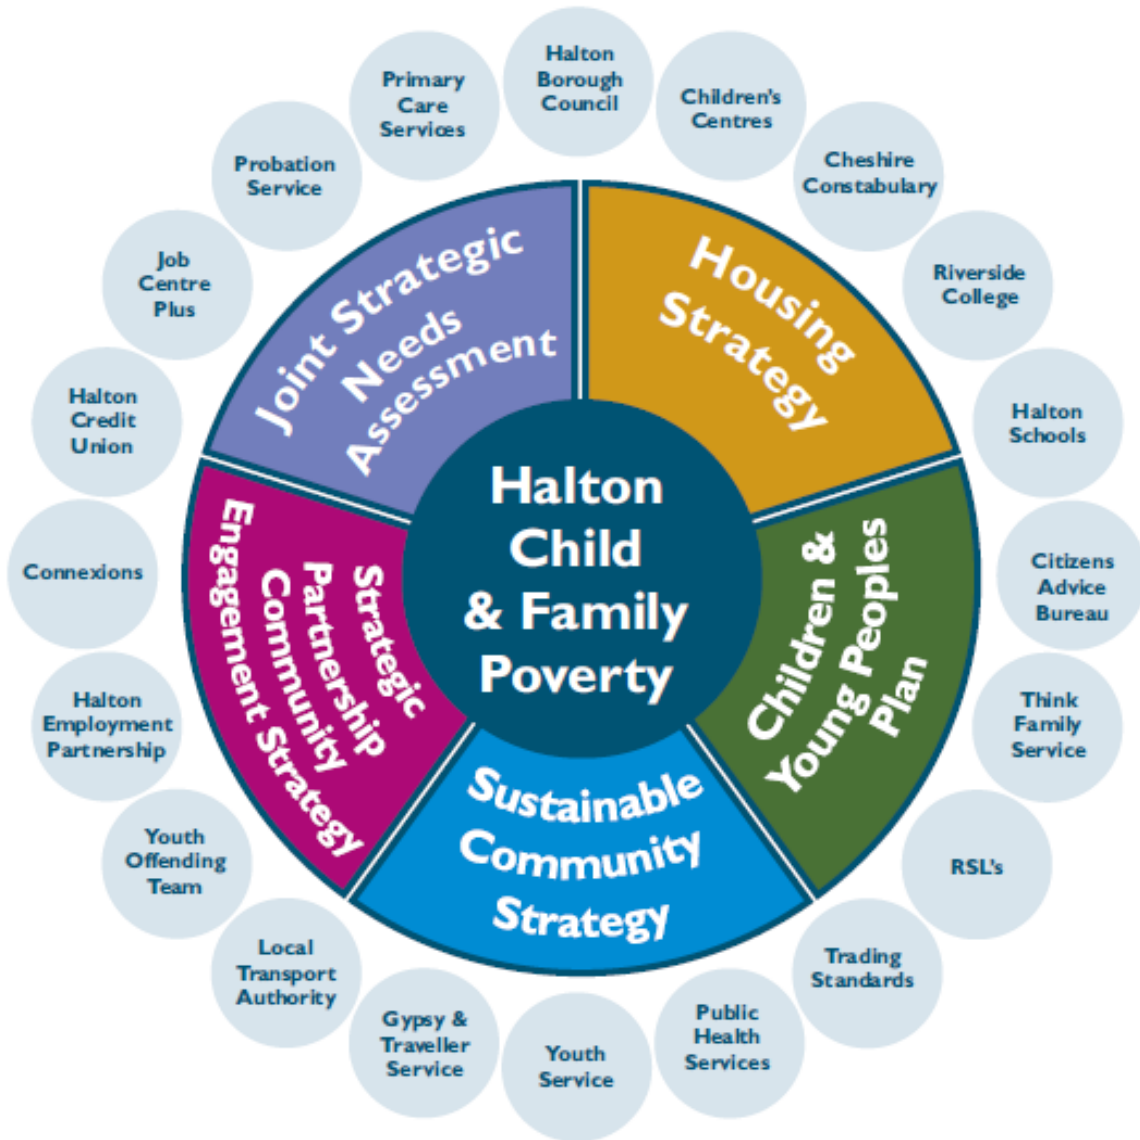 Halton
Borough
Council
Children's
Centres
Cheshire
Constabulary
Riverside
College
Halton
Schools
Citizens
Advice
Bureau
Think
Family
Service
RSL's
Trading
Standards
Public
Health
Services
Youth
Service
Gypsy &
Traveller
Service
Local
Transport
Authority
Youth
Offending
Team
Halton
Employment
Partnership
Connexions
Halton
Credit
Union
Job
Centre
Plus
Probation
Service
Primary
Care
Services
Joint Strategic
Needs
Assessment
Housing
Strategy
Children &
Young Peoples
Plan
Sustainable
Community
Strategy
Strategic
Partnership
Community
Engagement Strategy
Halton
Child
& Family
Poverty